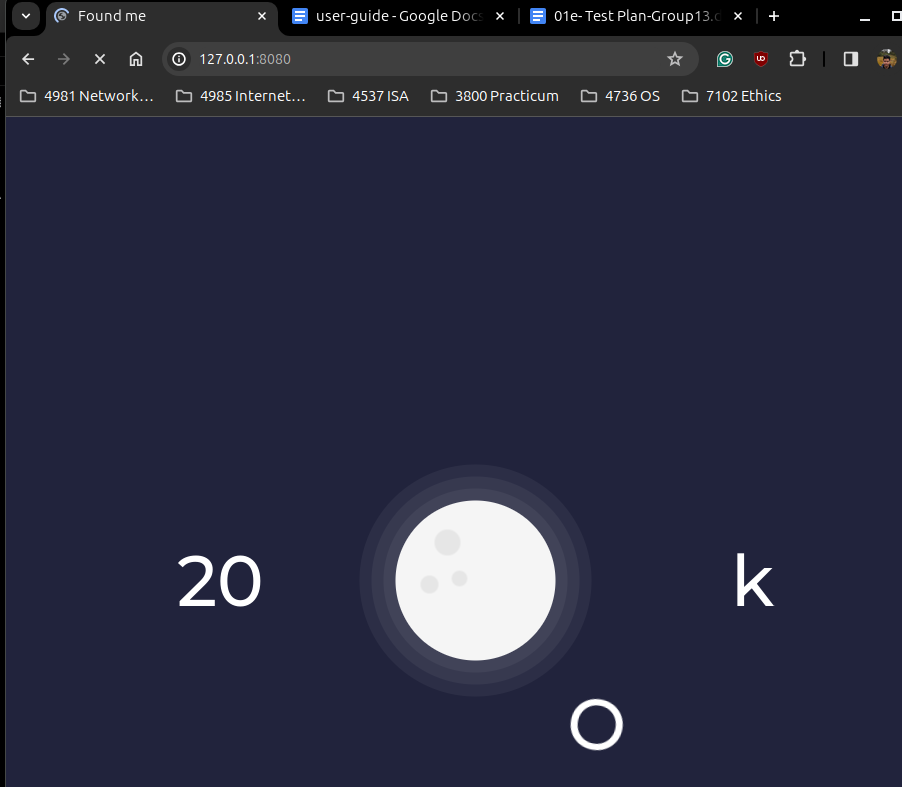 Found me
user-guide - Google Docs
01e- Test Plan-Group13.
127.0.0.1:8080
4981 Network…
4985 Internet…
4537 ISA
3800 Practicum
4736 OS
7102 Ethics
20
k